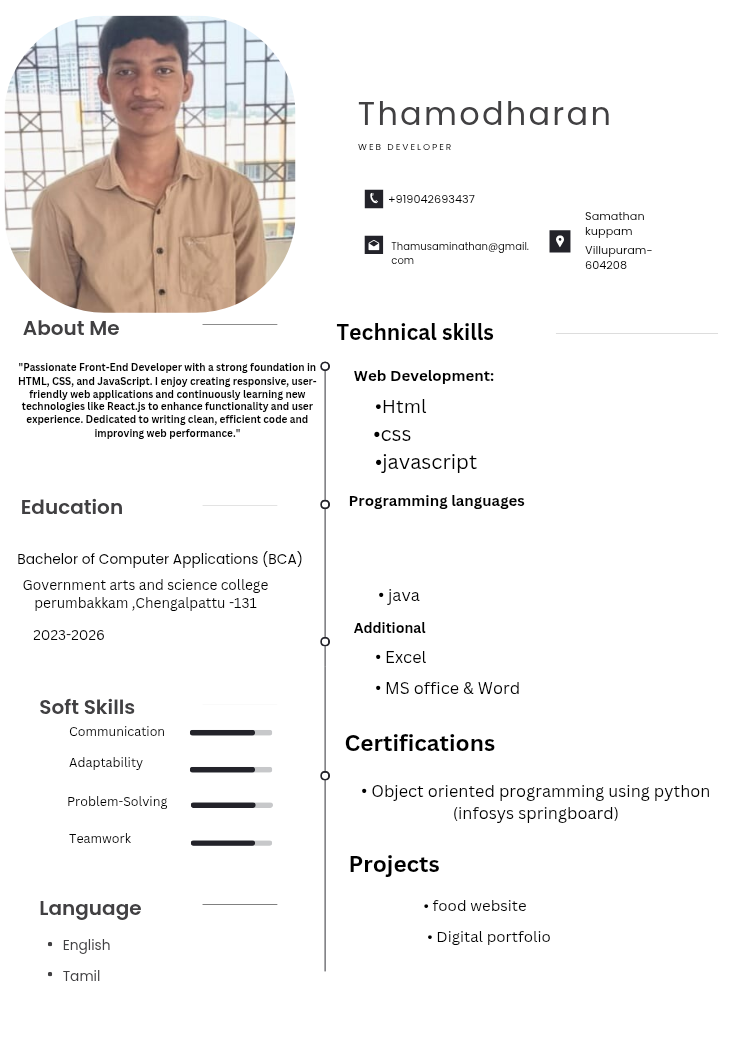 Thamodharan
WEB DEVELOPER
+919042693437
Thamusaminathan@gmail.
com
Samathan
kuppam
Villupuram-
604208
About Me
"Passionate Front-End Developer with a strong foundation in
HTML, CSS, and JavaScript. I enjoy creating responsive, user-
friendly web applications and continuously learning new
technologies like React.js to enhance functionality and user
experience. Dedicated to writing clean, efficient code and
improving web performance."
Education
Bachelor of Computer Applications (BCA)
Government arts and science college
perumbakkam ,Chengalpattu -131
2023-2026
Soft Skills
Communication
Adaptability
Problem-Solving
Teamwork
Language
• English
• Tamil
Technical skills
Web Development:
•Html
•css
•javascript
Programming languages
• java
Additional
• Excel
• MS office & Word
Certifications
• Object oriented programming using python
(infosys springboard)
Projects
• food website
• Digital portfolio